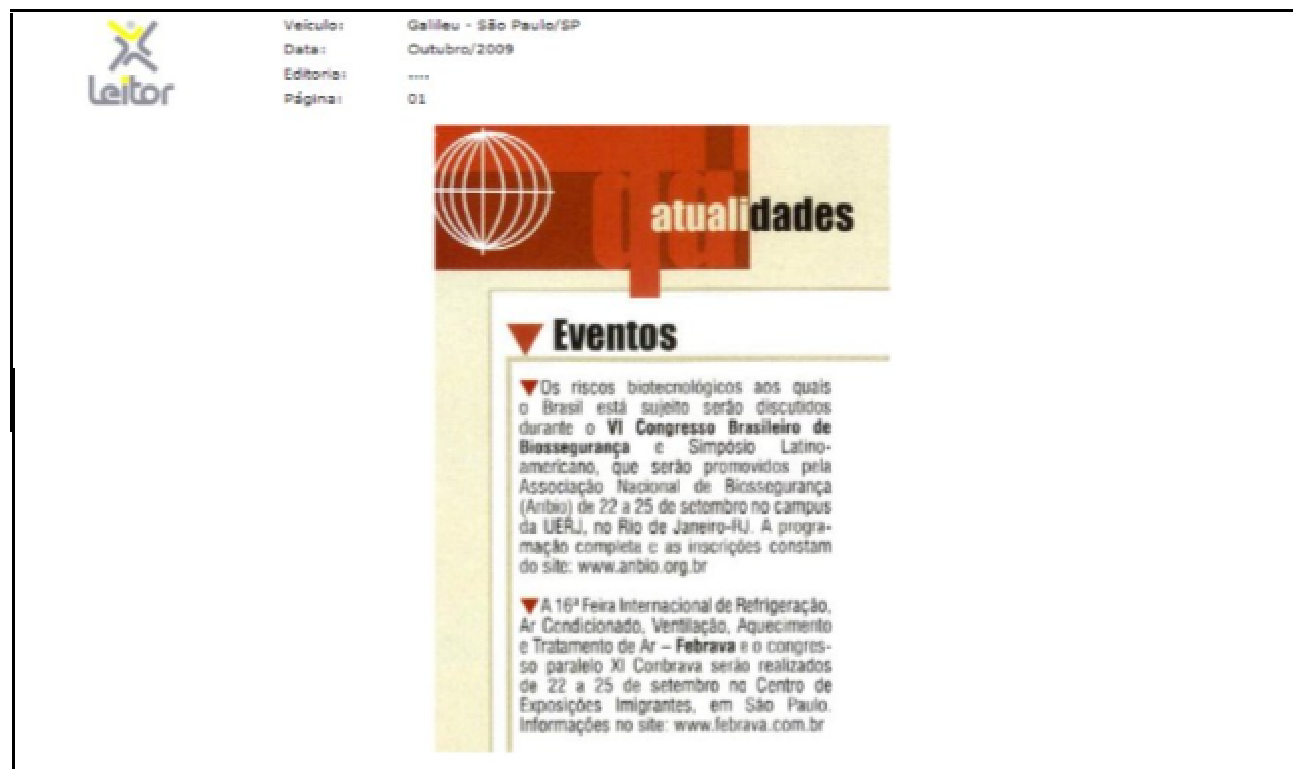 leitor
Veículo: Galileu - São Paulo/SP
Data: Outubro/2009
Editoria: ----
Página: 01
atualidades
Eventos
Os riscos biotecnológicos aos quais
o Brasil está sujeito serão discutidos
durante o VI Congresso Brasileiro de
Biossegurança e Simpósio Latino-
americano, que serão promovidos pela
Associação Nacional de Biossegurança
(Anbio) de 22 a 25 de setembro no campus
da UERJ, no Rio de Janeiro-RJ. A progra-
mação completa e as inscrições constam
do site: www.anbio.org.br
A 16ª Feira Internacional de Refrigeração,
Ar Condicionado, Ventilação, Aquecimento
e Tratamento de Ar – Febrava e o congres-
so paralelo XI Conbrava serão realizados
de 22 a 25 de setembro no Centro de
Exposições Imigrantes, em São Paulo.
Informações no site: www.febrava.com.br